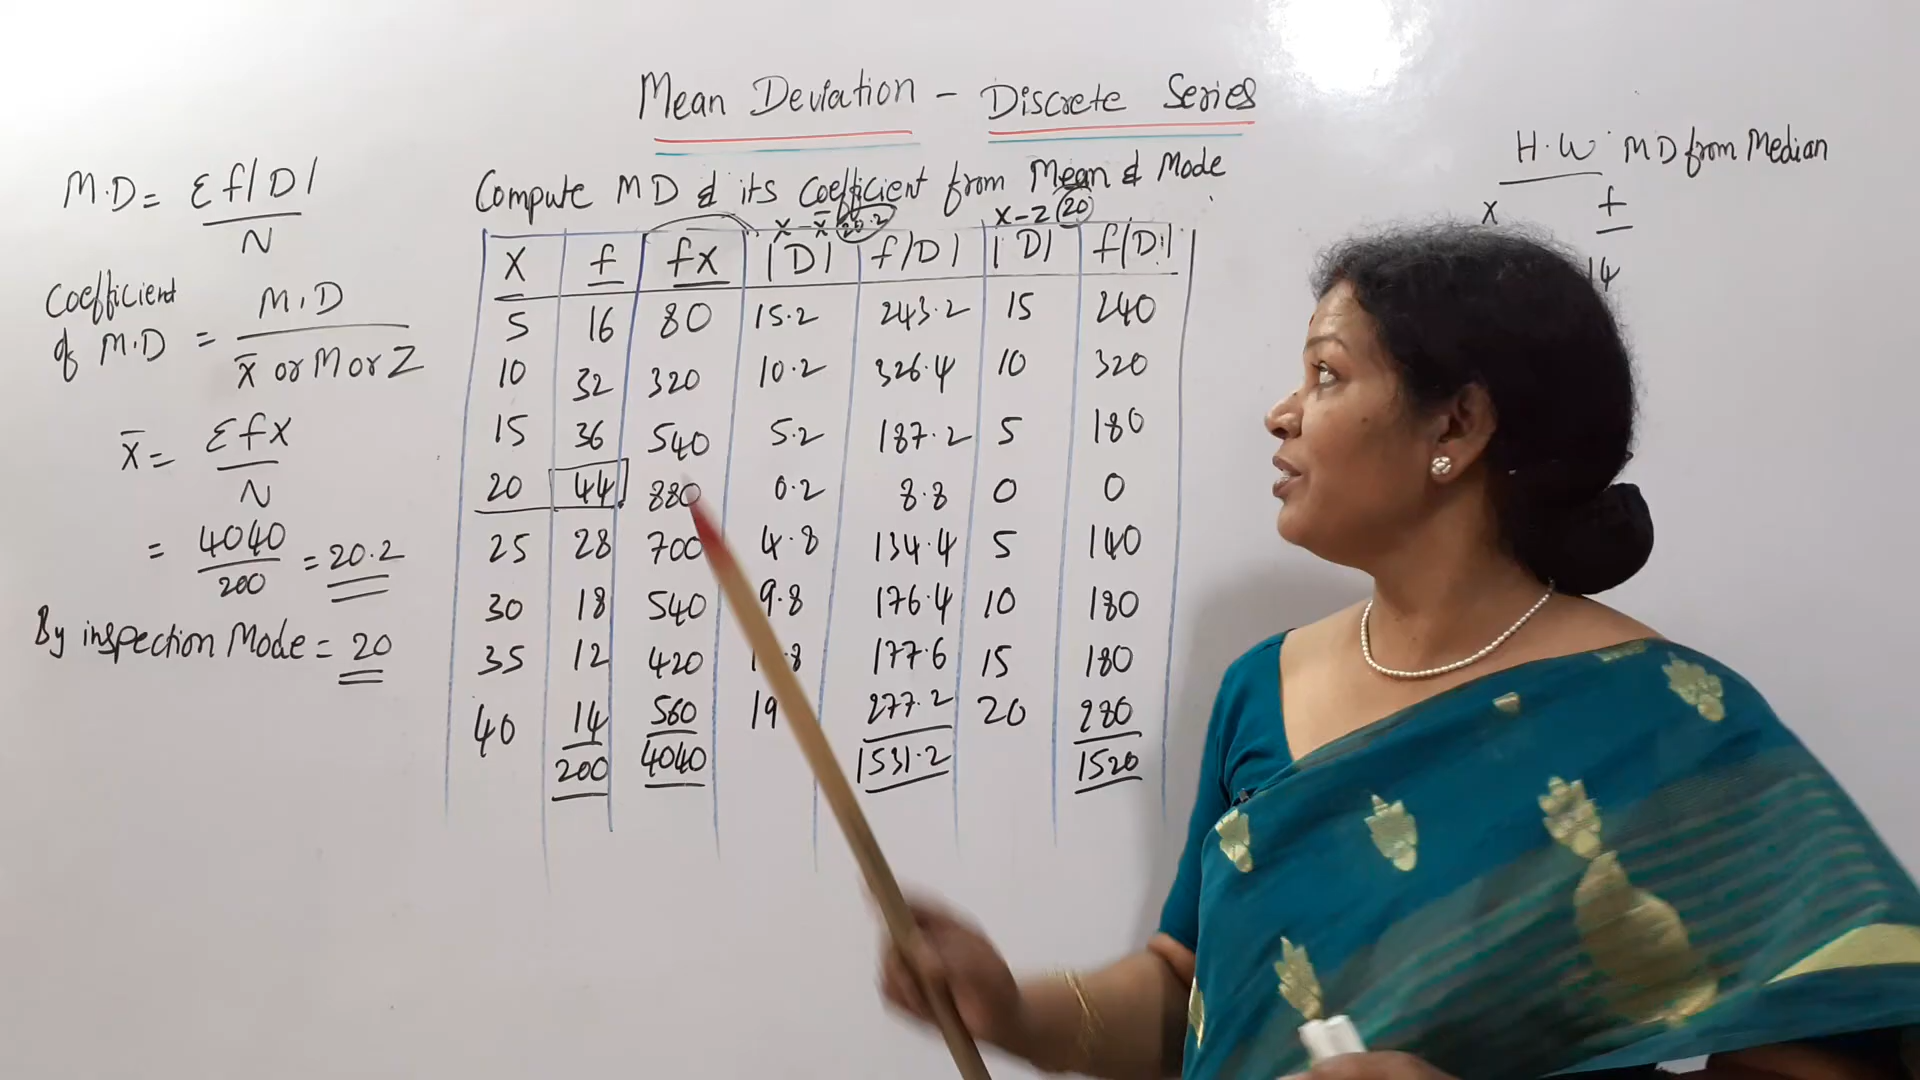 Mean Deviation - Discrete Series
Compute MD & its coefficient from Mean & Mode
M.D = Σf|D|
N
Coefficient
of M.D = M.D
x̄ or M or Z
x̄ = ΣfX
N
= 4040
200 = 20.2
By inspection Mode = 20
X - x̄ 20.2 X - Z 20
X f fX |D| f|D| |D| f|D|
5 16 80 15.2 243.2 15 240
10 32 320 10.2 326.4 10 320
15 36 540 5.2 187.2 5 180
20 44 880 0.2 8.8 0 0
25 28 700 4.8 134.4 5 140
30 18 540 9.8 176.4 10 180
35 12 420 177.6 15 180
40 14 560 19 277.2 20 280
200 4040 1531.2 1520
H.W MD from Median
X f
14